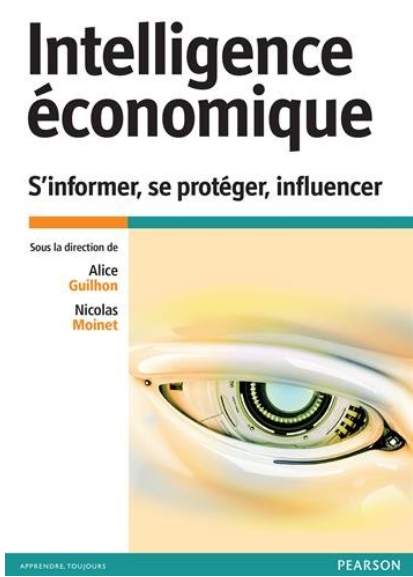 Intelligence
économique
S'informer, se protéger, influencer
Sous la direction de
Alice
Guilhon
Nicolas
Moinet
APPRENDRE, TOUJOURS
PEARSON